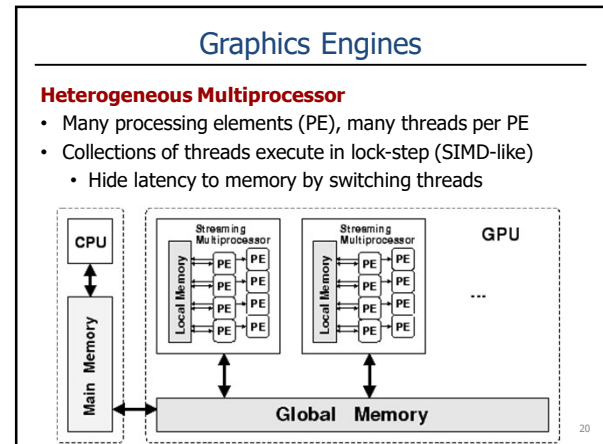 Graphics Engines
Heterogeneous Multiprocessor
• Many processing elements (PE), many threads per PE
• Collections of threads execute in lock-step (SIMD-like)
• Hide latency to memory by switching threads
CPU
Main Memory
Streaming
Multiprocessor
Local Memory
PE PE
PE PE
PE PE
PE PE
Streaming
Multiprocessor
Local Memory
PE PE
PE PE
PE PE
PE PE
GPU
...
Global Memory
20